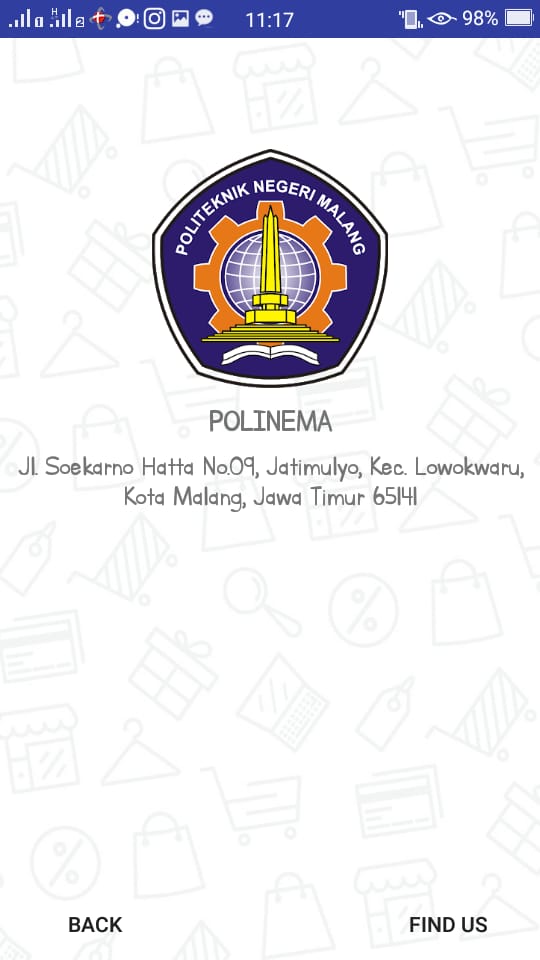 H
2
11:17
98%
POLITEKNIK NEGERI MALANG
POLINEMA
Jl. Soekarno Hatta No.09, Jatimulyo, Kec. Lowokwaru,
Kota Malang, Jawa Timur 65141
BACK
FIND US